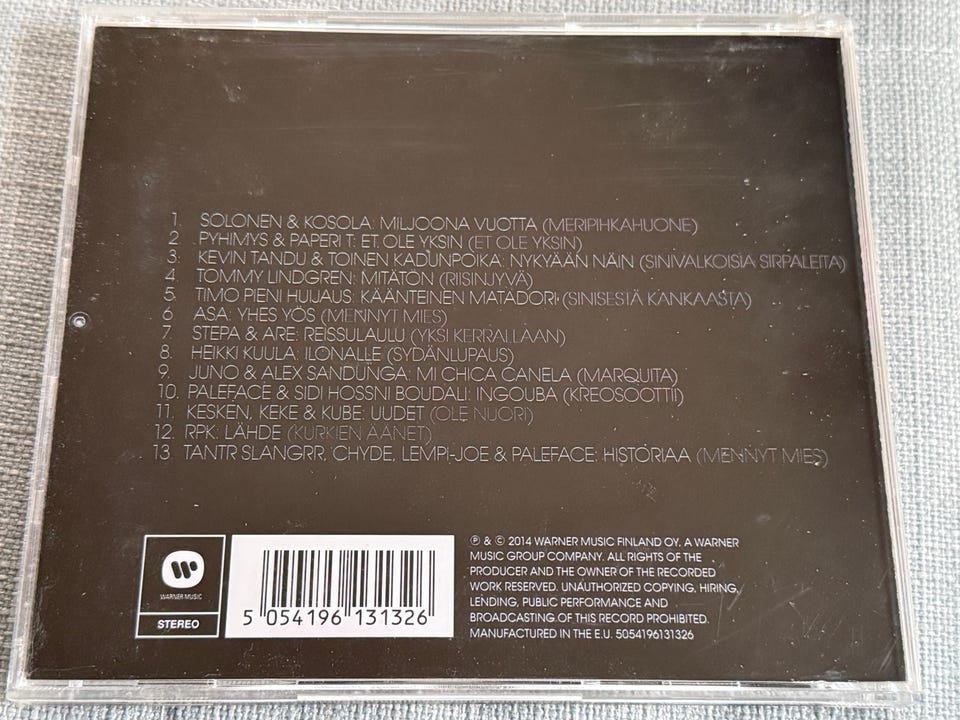 1. SOLONEN & KOSOLA: MILJOONA VUOTTA (MERIPIHKAHUONE)
2 PYHIMYS & PAPERI T: ET OLE YKSIN (ET OLE YKSIN)
3. KEVIN TANDU & TOINEN KADUNPOIKA: NYKYÄÄN NÄIN (SINIVALKOISIA SIRPALEITA)
4 TOMMY LINDGREN: MITÄTÖN (RIISINJYVÄ)
5. TIMO PIENI HUIJAUS: KÄÄNTEINEN MATADORI (SINISESTÄ KANKAASTA)
6 ASA: YHES YÖS (MENNYT MIES)
7. STEPA & ARE: REISSULAULU (YKSI KERRALLAAN)
8. HEIKKI KUULA: ILONALLE (SYDÄNLUPAUS)
9. JUNO & ALEX SANDUNGA: MI CHICA CANELA (MARQUITA)
10. PALEFACE & SIDI HOSSNI BOUDALI: INGOUBA (KREOSOOTTI)
11. KESKEN, KEKE & KUBE: UUDET (OLE NUORI)
12. RPK: LÄHDE (KURKIEN ÄÄNET)
13 TANTR SLANGRR, CHYDE, LEMPI-JOE & PALEFACE: HISTORIAA (MENNYT MIES)
WARNER MUSIC
STEREO
5 054196 131326
℗ & © 2014 WARNER MUSIC FINLAND OY. A WARNER
MUSIC GROUP COMPANY. ALL RIGHTS OF THE
PRODUCER AND THE OWNER OF THE RECORDED
WORK RESERVED. UNAUTHORIZED COPYING, HIRING,
LENDING, PUBLIC PERFORMANCE AND
BROADCASTING OF THIS RECORD PROHIBITED.
MANUFACTURED IN THE E.U. 5054196131326